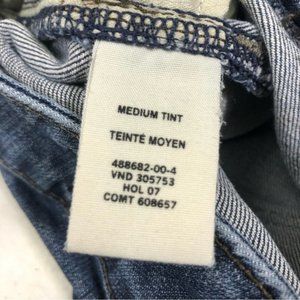 MEDIUM TINT
TEINTÉ MOYEN
488682-00-4
VND 305753
HOL 07
COMT 608657